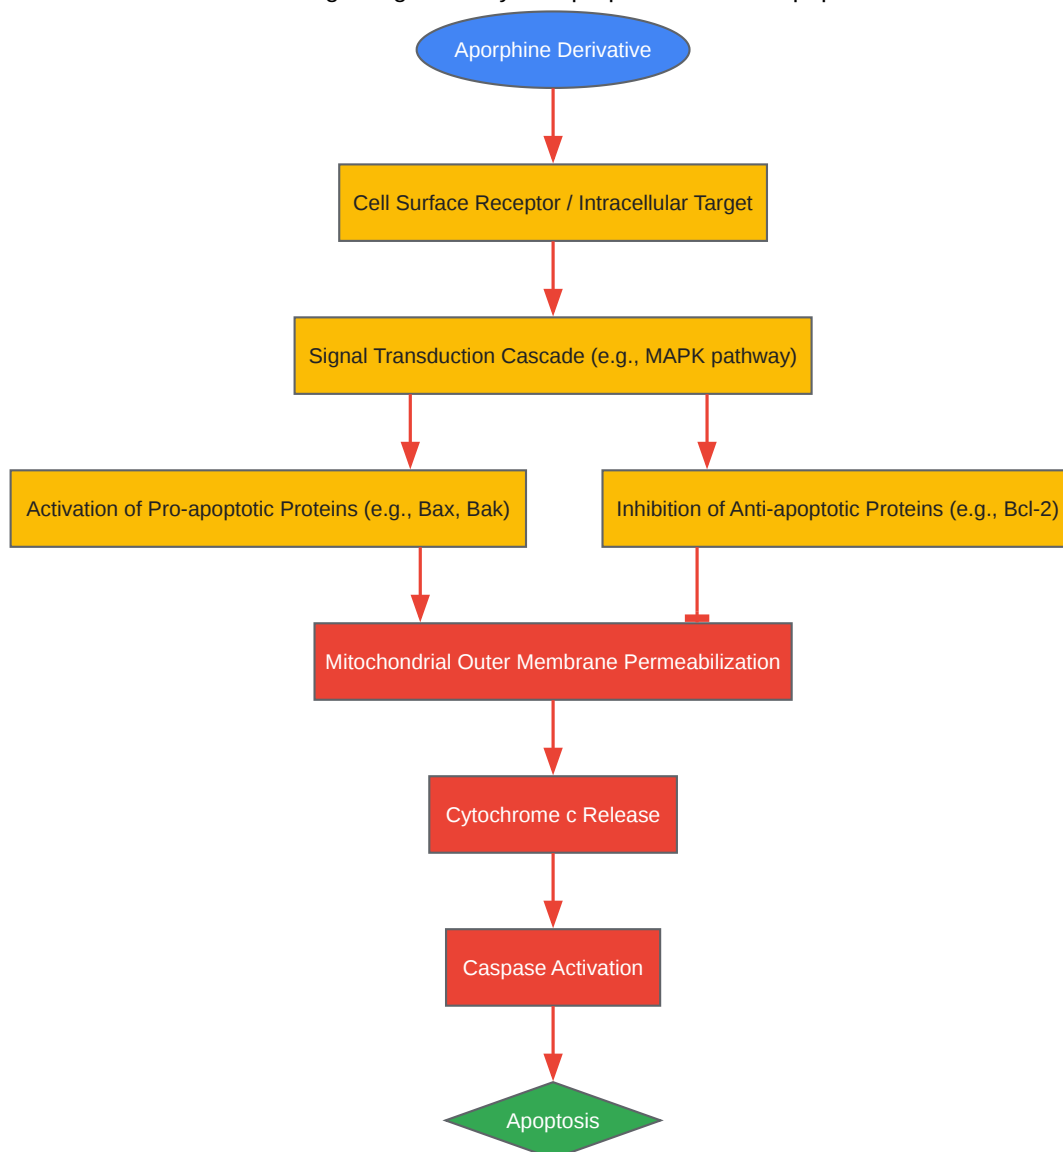 Aporphine Derivative
Cell Surface Receptor / Intracellular Target
Signal Transduction Cascade (e.g., MAPK pathway)
Activation of Pro-apoptotic Proteins (e.g., Bax, Bak)
Inhibition of Anti-apoptotic Proteins (e.g., Bcl-2)
Mitochondrial Outer Membrane Permeabilization
Cytochrome c Release
Caspase Activation
Apoptosis